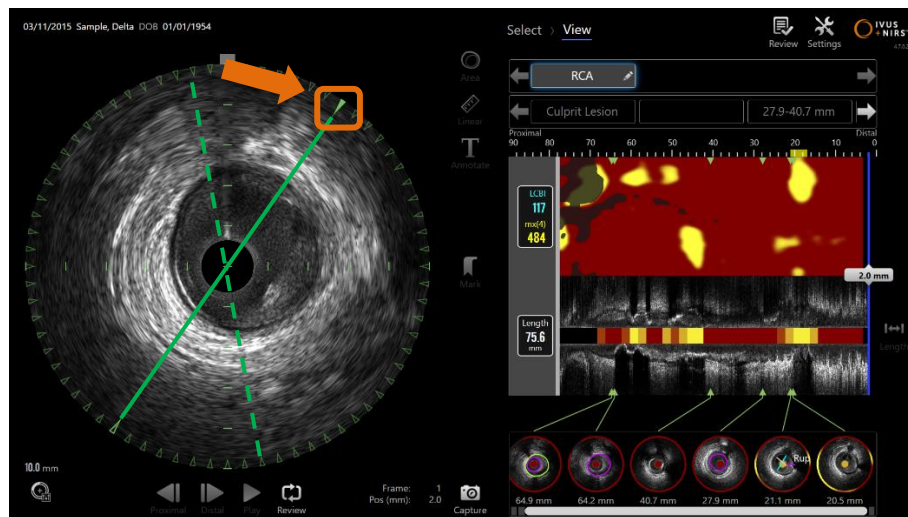 03/11/2015 Sample, Delta DOB 01/01/1954
Select > View
Review
Settings
IVUS
+NIRS
Area
Linear
Annotate
Mark
RCA
Culprit Lesion
27.9-40.7 mm
Proximal
Distal
90 80 70 60 50 40 30 20 10 0
LCBI
117
mx(4)
484
2.0 mm
Length
75.6
mm
Length
Rup
64.9 mm
64.2 mm
40.7 mm
27.9 mm
21.1 mm
20.5 mm
10.0 mm
Proximal
Distal
Play
Review
Frame: 1
Pos (mm): 2.0
Capture